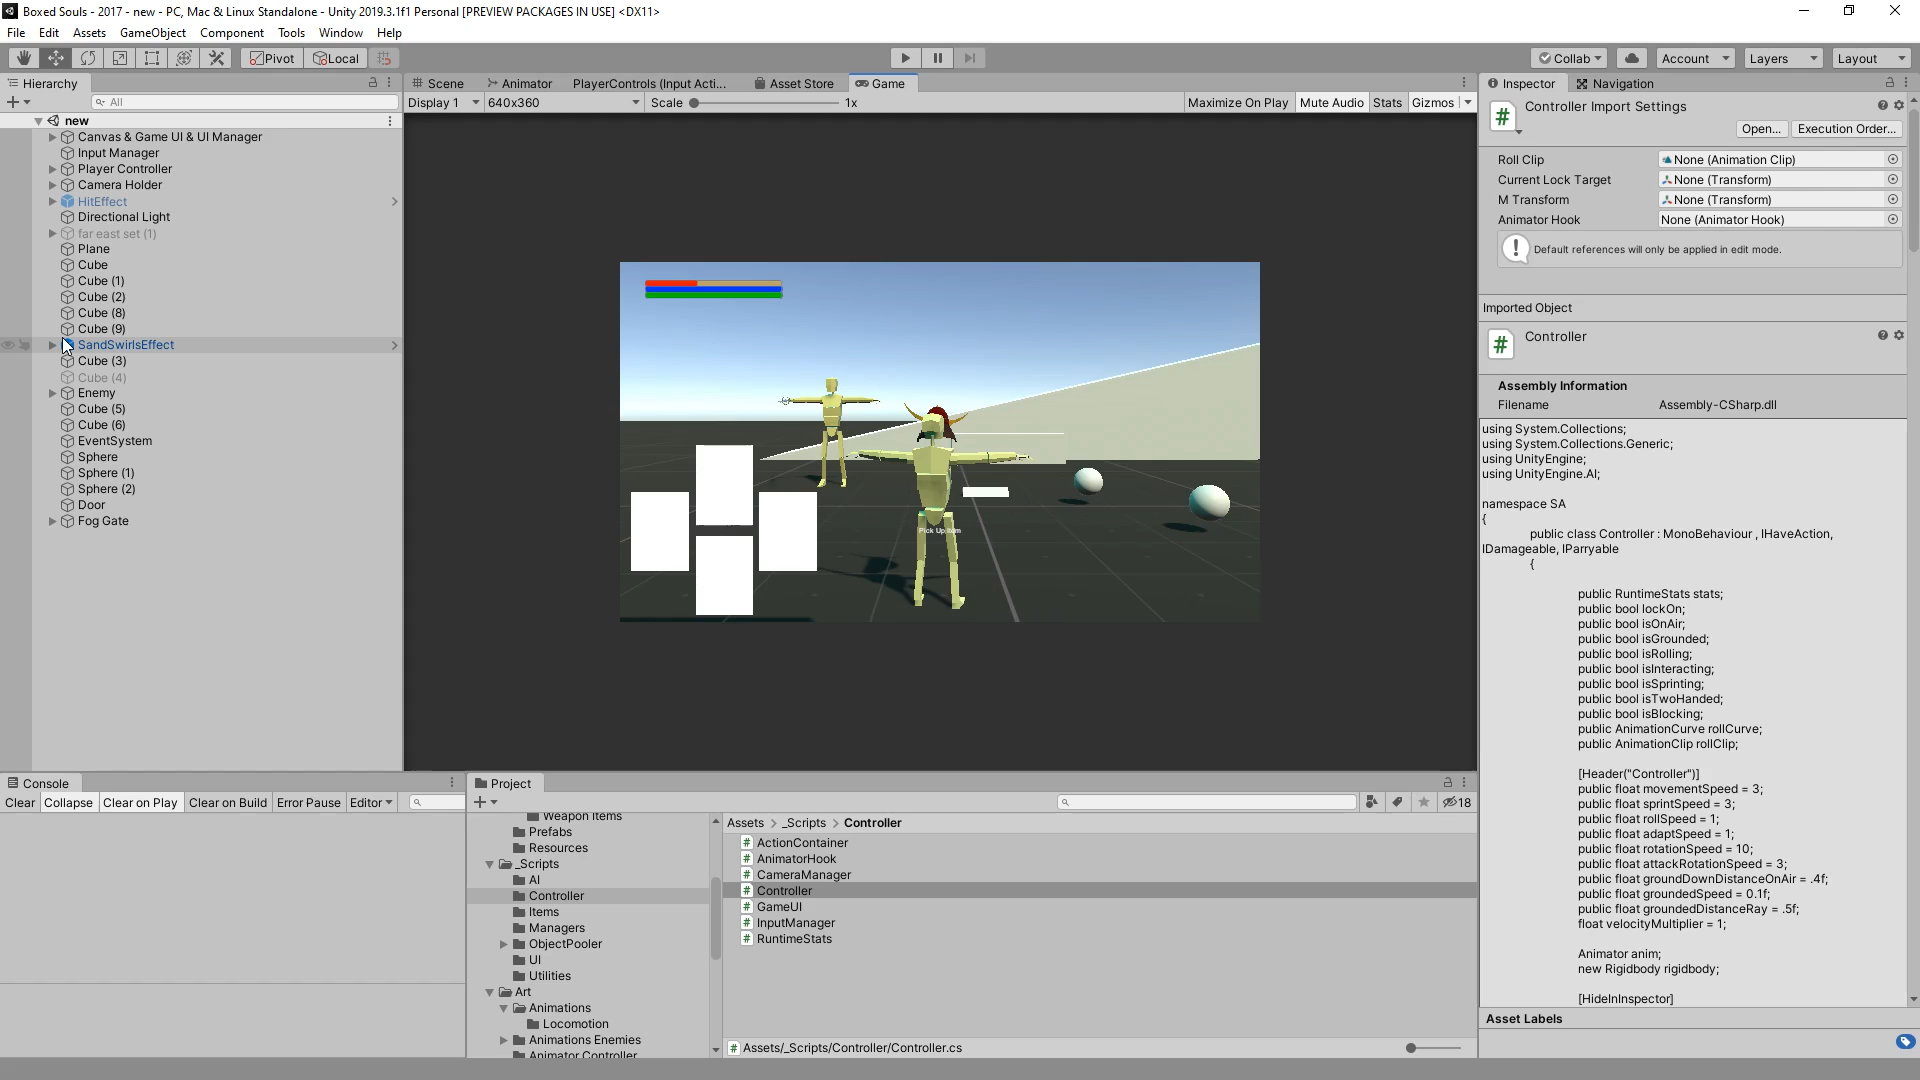 Boxed Souls - 2017 - new - PC, Mac & Linux Standalone - Unity 2019.3.1f1 Personal [PREVIEW PACKAGES IN USE] <DX11>
File Edit Assets GameObject Component Tools Window Help
Pivot Local Collab Account Layers Layout
Hierarchy
All
new
Canvas & Game UI & UI Manager
Input Manager
Player Controller
Camera Holder
HitEffect
Directional Light
far east set (1)
Plane
Cube
Cube (1)
Cube (2)
Cube (8)
Cube (9)
SandSwirlsEffect
Cube (3)
Cube (4)
Enemy
Cube (5)
Cube (6)
EventSystem
Sphere
Sphere (1)
Sphere (2)
Door
Fog Gate
Scene Animator PlayerControls (Input Acti... Asset Store Game
Display 1 640x360 Scale 1x Maximize On Play Mute Audio Stats Gizmos
Pick Up Item
Inspector Navigation
Controller Import Settings
Open... Execution Order...
Roll Clip None (Animation Clip)
Current Lock Target None (Transform)
M Transform None (Transform)
Animator Hook None (Animator Hook)
Default references will only be applied in edit mode.
Imported Object
Controller
Assembly Information
Filename Assembly-CSharp.dll
using System.Collections;
using System.Collections.Generic;
using UnityEngine;
using UnityEngine.AI;
namespace SA
{
public class Controller : MonoBehaviour , IHaveAction,
IDamageable, IParryable
{
public RuntimeStats stats;
public bool lockOn;
public bool isOnAir;
public bool isGrounded;
public bool isRolling;
public bool isInteracting;
public bool isSprinting;
public bool isTwoHanded;
public bool isBlocking;
public AnimationCurve rollCurve;
public AnimationClip rollClip;
[Header("Controller")]
public float movementSpeed = 3;
public float sprintSpeed = 3;
public float rollSpeed = 1;
public float adaptSpeed = 1;
public float rotationSpeed = 10;
public float attackRotationSpeed = 3;
public float groundDownDistanceOnAir = .4f;
public float groundedSpeed = 0.1f;
public float groundedDistanceRay = .5f;
float velocityMultiplier = 1;
Animator anim;
new Rigidbody rigidbody;
[HideInInspector]
Asset Labels
Console
Clear Collapse Clear on Play Clear on Build Error Pause Editor
Project
18
Weapon Items
Prefabs
Resources
_Scripts
AI
Controller
Items
Managers
ObjectPooler
UI
Utilities
Art
Animations
Locomotion
Animations Enemies
Animator Controller
Assets > _Scripts > Controller
ActionContainer
AnimatorHook
CameraManager
Controller
GameUI
InputManager
RuntimeStats
Assets/_Scripts/Controller/Controller.cs